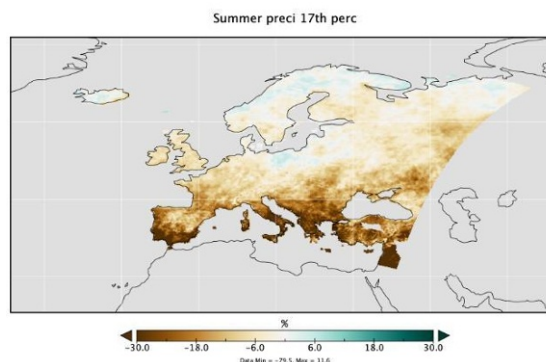 Summer preci 17th perc
%
-30.0 -18.0 -6.0 6.0 18.0 30.0
Data Min = -79.5, Max = 31.6